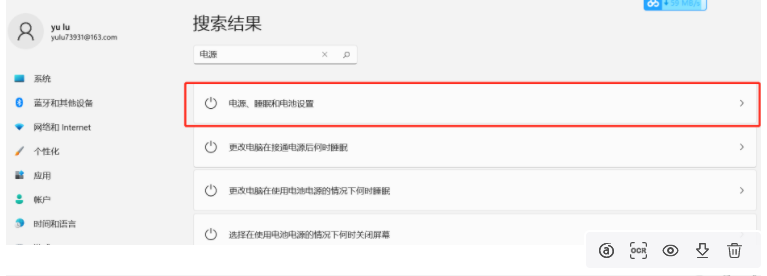 yu lu
yulu73931@163.com
系统
蓝牙和其他设备
网络和 Internet
个性化
应用
帐户
时间和语言
搜索结果
电源
电源、睡眠和电池设置
更改电脑在接通电源后何时睡眠
更改电脑在使用电池电源的情况下何时睡眠
选择在使用电池电源的情况下何时关闭屏幕
OCR